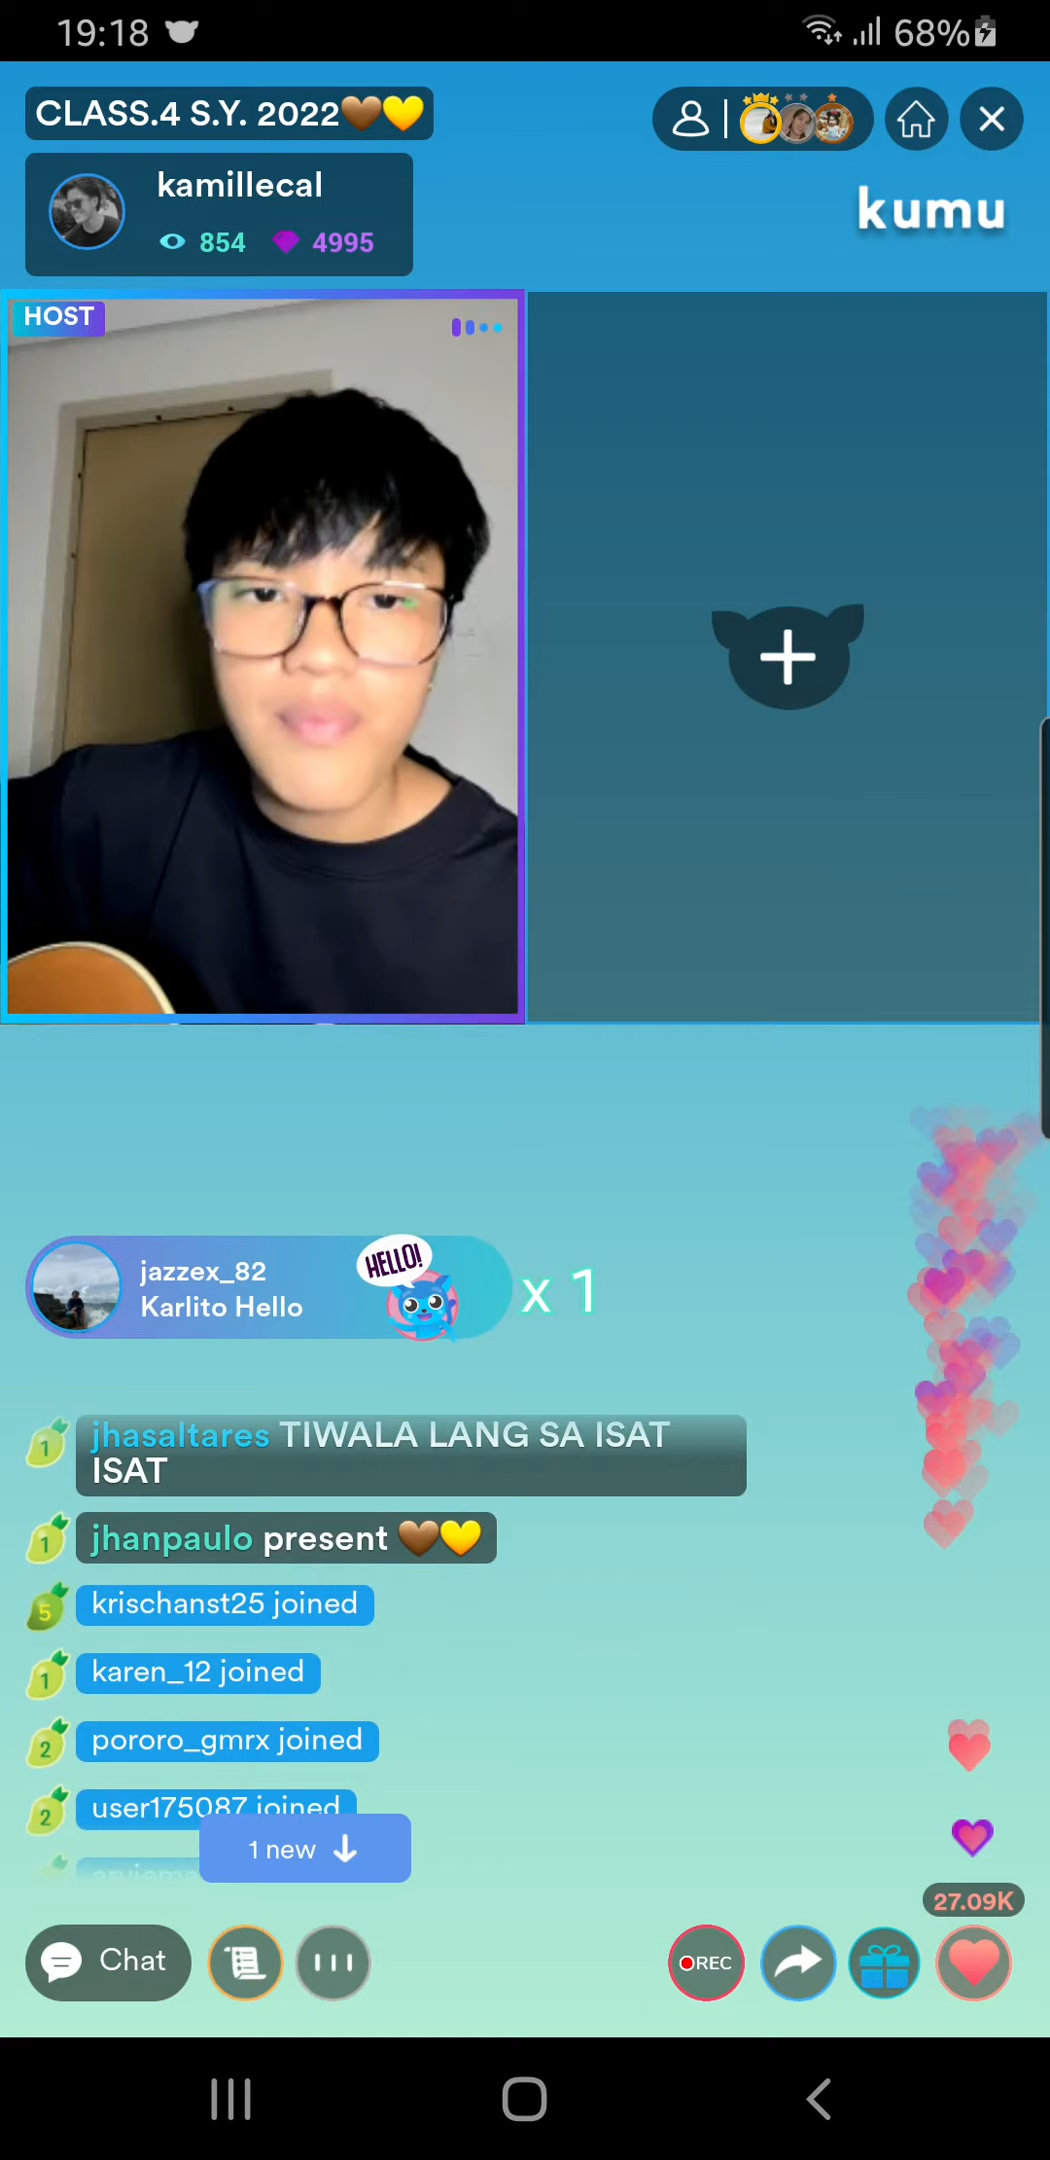 19:18
68%
CLASS.4 S.Y. 2022🤎💛
kamillecal
854 4995
kumu
HOST
HELLO!
jazzex_82
Karlito Hello
x 1
1 jhasaltares TIWALA LANG SA ISAT
ISAT
1 jhanpaulo present 🤎💛
5 krischanst25 joined
1 karen_12 joined
2 pororo_gmrx joined
2 user175087 joined
1 new
27.09K
Chat
REC